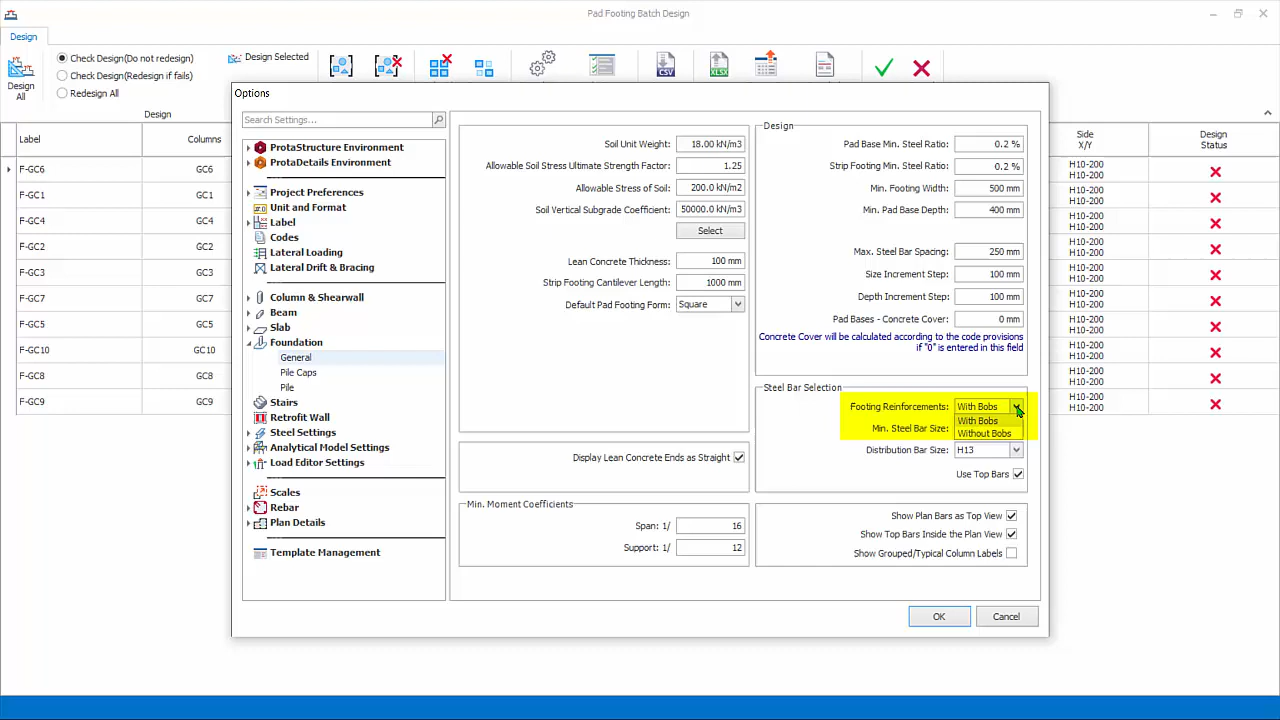 Pad Footing Batch Design
Design
Check Design(Do not redesign)
Check Design(Redesign if fails)
Redesign All
Design All
Design Selected
CSV
XLSX
Design
Label
Columns
Side X/Y
Design Status
F-GC6 GC6 H10-200 H10-200
F-GC1 GC1 H10-200 H10-200
F-GC4 GC4 H10-200 H10-200
F-GC2 GC2 H10-200 H10-200
F-GC3 GC3 H10-200 H10-200
F-GC7 GC7 H10-200 H10-200
F-GC5 GC5 H10-200 H10-200
F-GC10 GC10 H10-200 H10-200
F-GC8 GC8 H10-200 H10-200
F-GC9 GC9 H10-200 H10-200
Options
Search Settings...
ProtaStructure Environment
ProtaDetails Environment
Project Preferences
Unit and Format
Label
Codes
Lateral Loading
Lateral Drift & Bracing
Column & Shearwall
Beam
Slab
Foundation
General
Pile Caps
Pile
Stairs
Retrofit Wall
Steel Settings
Analytical Model Settings
Load Editor Settings
Scales
Rebar
Plan Details
Template Management
Soil Unit Weight: 18.00 kN/m3
Allowable Soil Stress Ultimate Strength Factor: 1.25
Allowable Stress of Soil: 200.0 kN/m2
Soil Vertical Subgrade Coefficient: 50000.0 kN/m3
Select
Lean Concrete Thickness: 100 mm
Strip Footing Cantilever Length: 1000 mm
Default Pad Footing Form: Square
Display Lean Concrete Ends as Straight
Min. Moment Coefficients
Span: 1/ 16
Support: 1/ 12
Design
Pad Base Min. Steel Ratio: 0.2 %
Strip Footing Min. Steel Ratio: 0.2 %
Min. Footing Width: 500 mm
Min. Pad Base Depth: 400 mm
Max. Steel Bar Spacing: 250 mm
Size Increment Step: 100 mm
Depth Increment Step: 100 mm
Pad Bases - Concrete Cover: 0 mm
Concrete Cover will be calculated according to the code provisions
if "0" is entered in this field
Steel Bar Selection
Footing Reinforcements: With Bobs
With Bobs
Min. Steel Bar Size:
Without Bobs
Distribution Bar Size: H13
Use Top Bars
Show Plan Bars as Top View
Show Top Bars Inside the Plan View
Show Grouped/Typical Column Labels
OK
Cancel